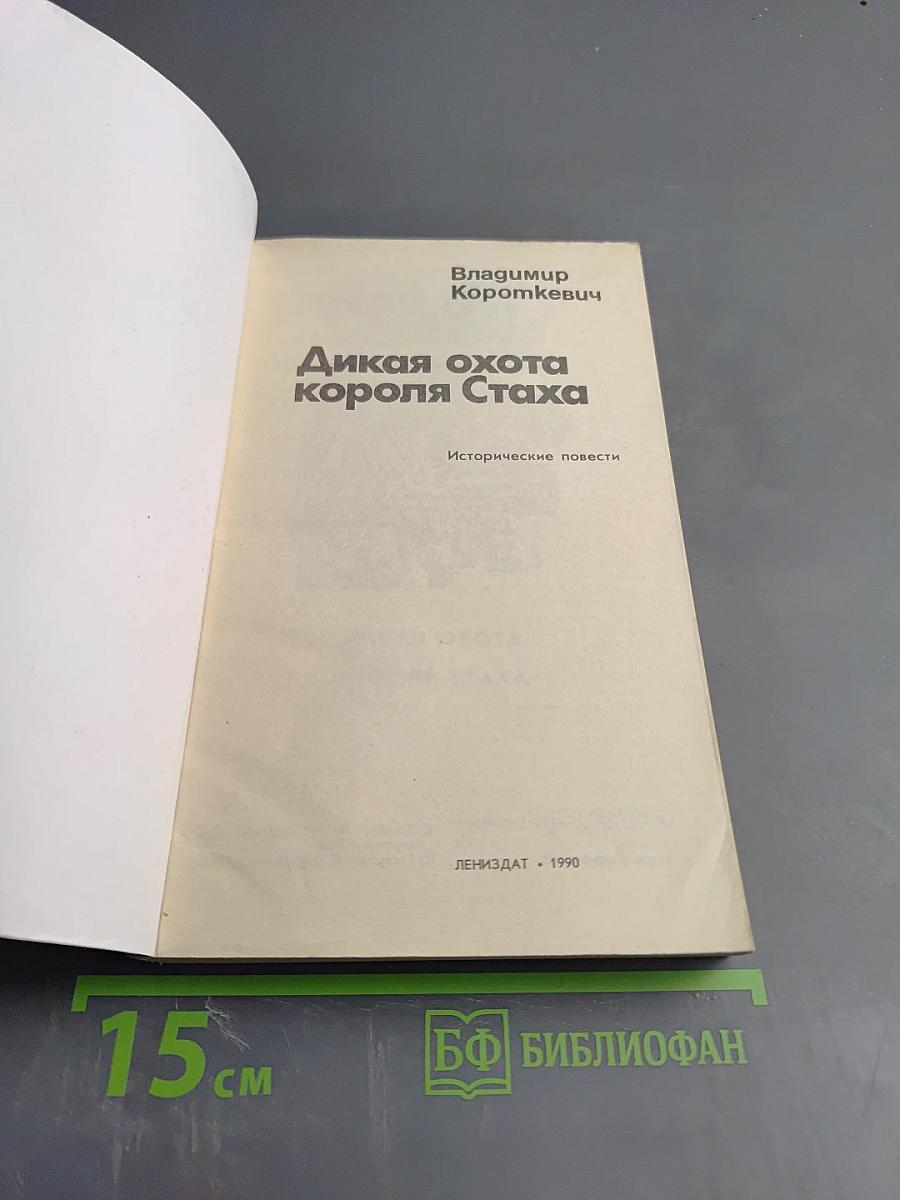 Владимир
Короткевич
Дикая охота
короля Стаха
Исторические повести
ЛЕНИЗДАТ • 1990
15 см
БФ БИБЛИОФАН